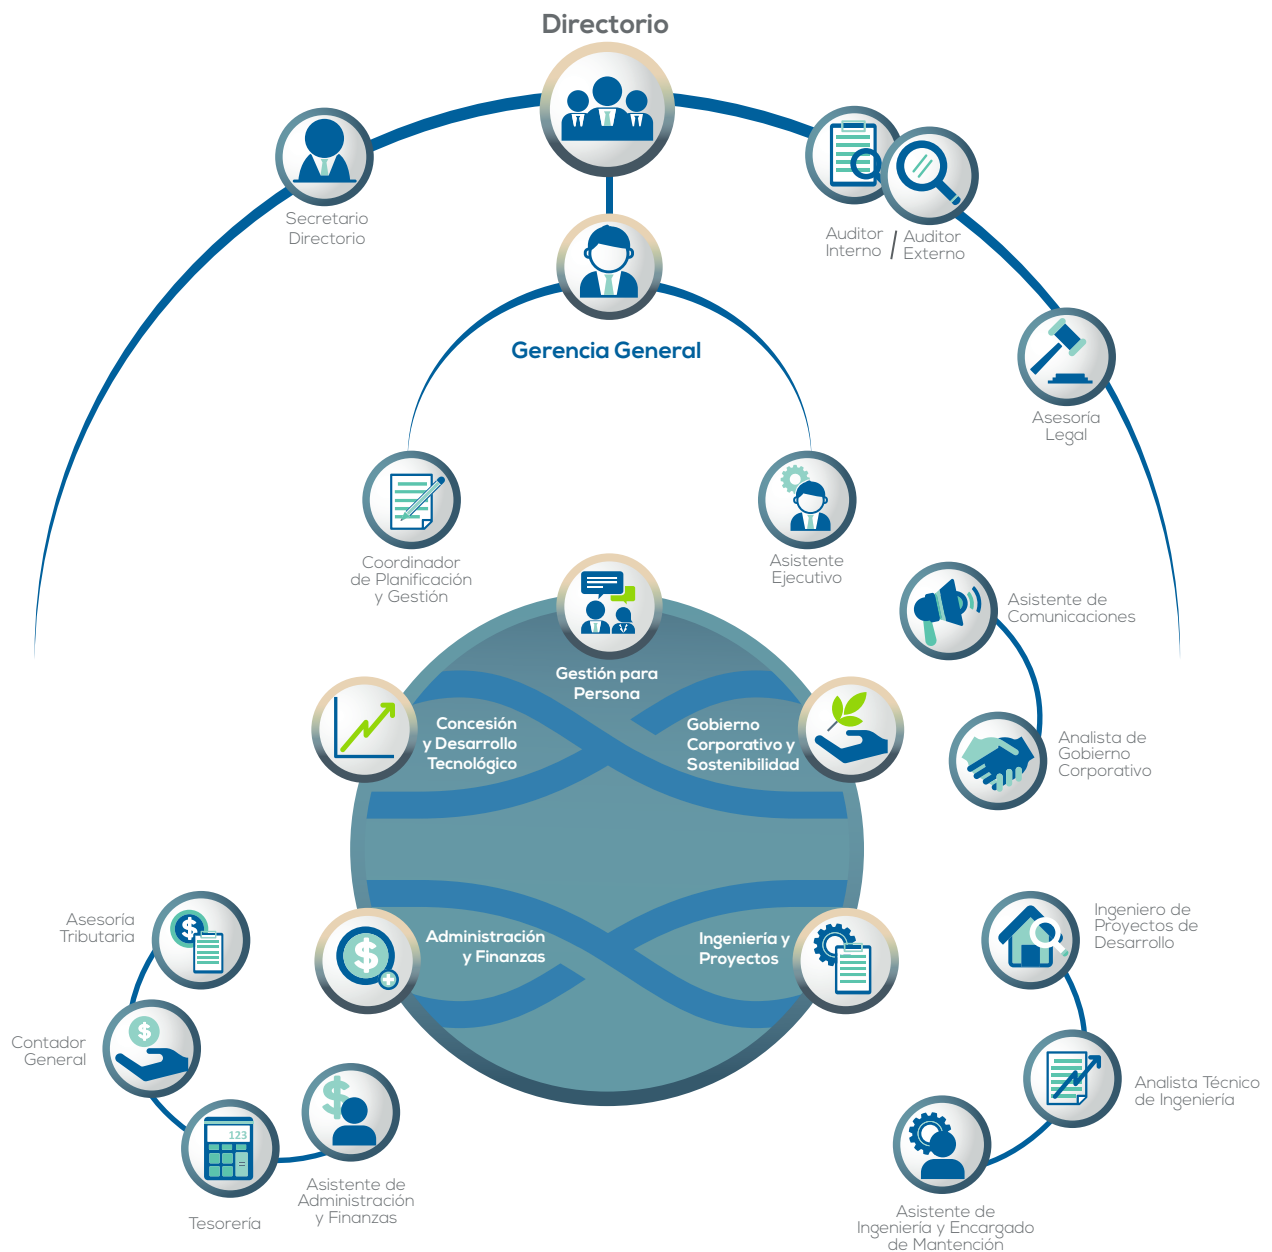 Directorio
Secretario
Directorio
Auditor
Interno
/
Auditor
Externo
Gerencia General
Asesoría
Legal
Coordinador
de Planificación
y Gestión
Asistente
Ejecutivo
Asistente de
Comunicaciones
Gestión para
Persona
Concesión
y Desarrollo
Tecnológico
Gobierno
Corporativo y
Sostenibilidad
Analista de
Gobierno
Corporativo
Asesoría
Tributaria
Administración
y Finanzas
Ingeniería y
Proyectos
Ingeniero de
Proyectos de
Desarrollo
Contador
General
Analista Técnico
de Ingeniería
123
Tesorería
Asistente de
Administración
y Finanzas
Asistente de
Ingeniería y Encargado
de Mantención